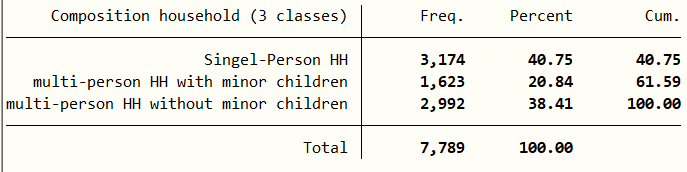 Composition household (3 classes) Freq. Percent Cum.
Singel-Person HH 3,174 40.75 40.75
multi-person HH with minor children 1,623 20.84 61.59
multi-person HH without minor children 2,992 38.41 100.00
Total 7,789 100.00